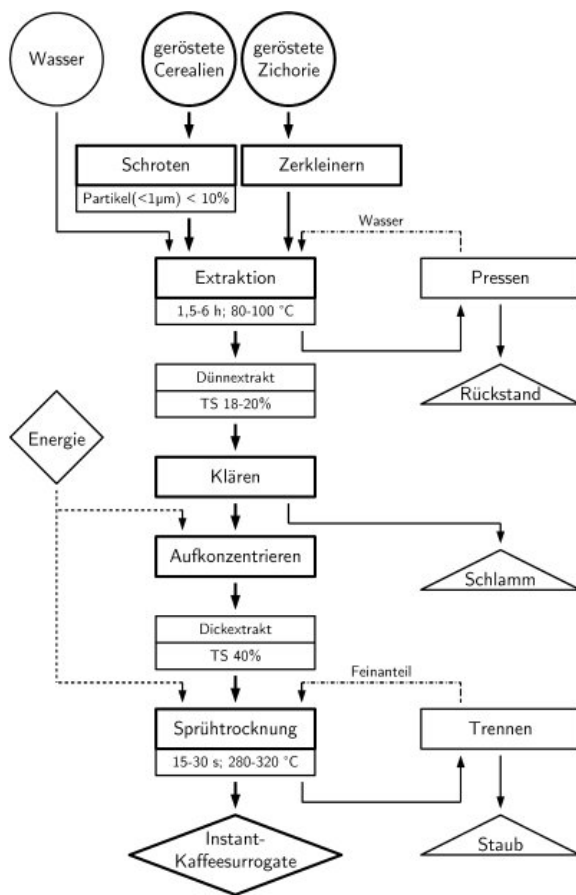 Wasser
geröstete
Cerealien
geröstete
Zichorie
Schroten
Partikel(<1µm) < 10%
Zerkleinern
Wasser
Extraktion
1,5-6 h; 80-100 °C
Pressen
Rückstand
Dünnextrakt
TS 18-20%
Energie
Klären
Schlamm
Aufkonzentrieren
Dickextrakt
TS 40%
Feinanteil
Sprühtrocknung
15-30 s; 280-320 °C
Trennen
Staub
Instant-
Kaffeesurrogate